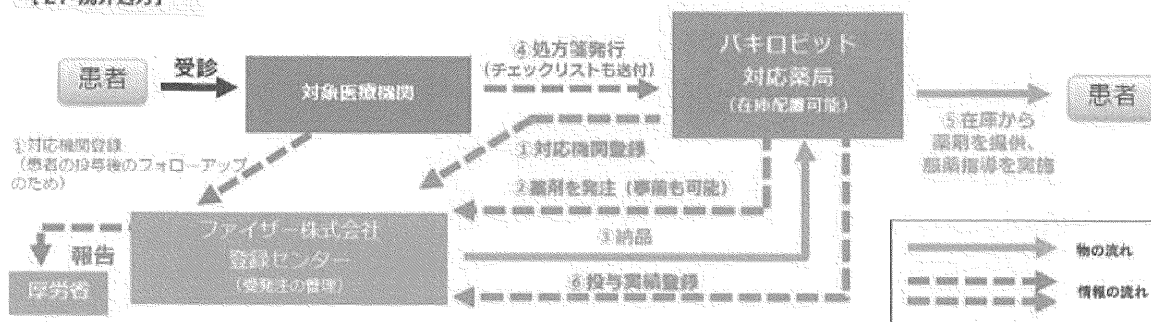 【２．院外処方】
患者
受診
対象医療機関
④処方箋発行
（チェックリストも送付）
パキロビッド
対応薬局
（在庫配置可能）
患者
⑤在庫から
薬剤を提供、
服薬指導を実施
①対応機関登録
（患者の投与後のフォローアップ
のため）
①対応機関登録
②薬剤を発注（事前も可能）
ファイザー株式会社
登録センター
（受発注の管理）
③納品
⑥投与実績登録
報告
厚労省
物の流れ
情報の流れ